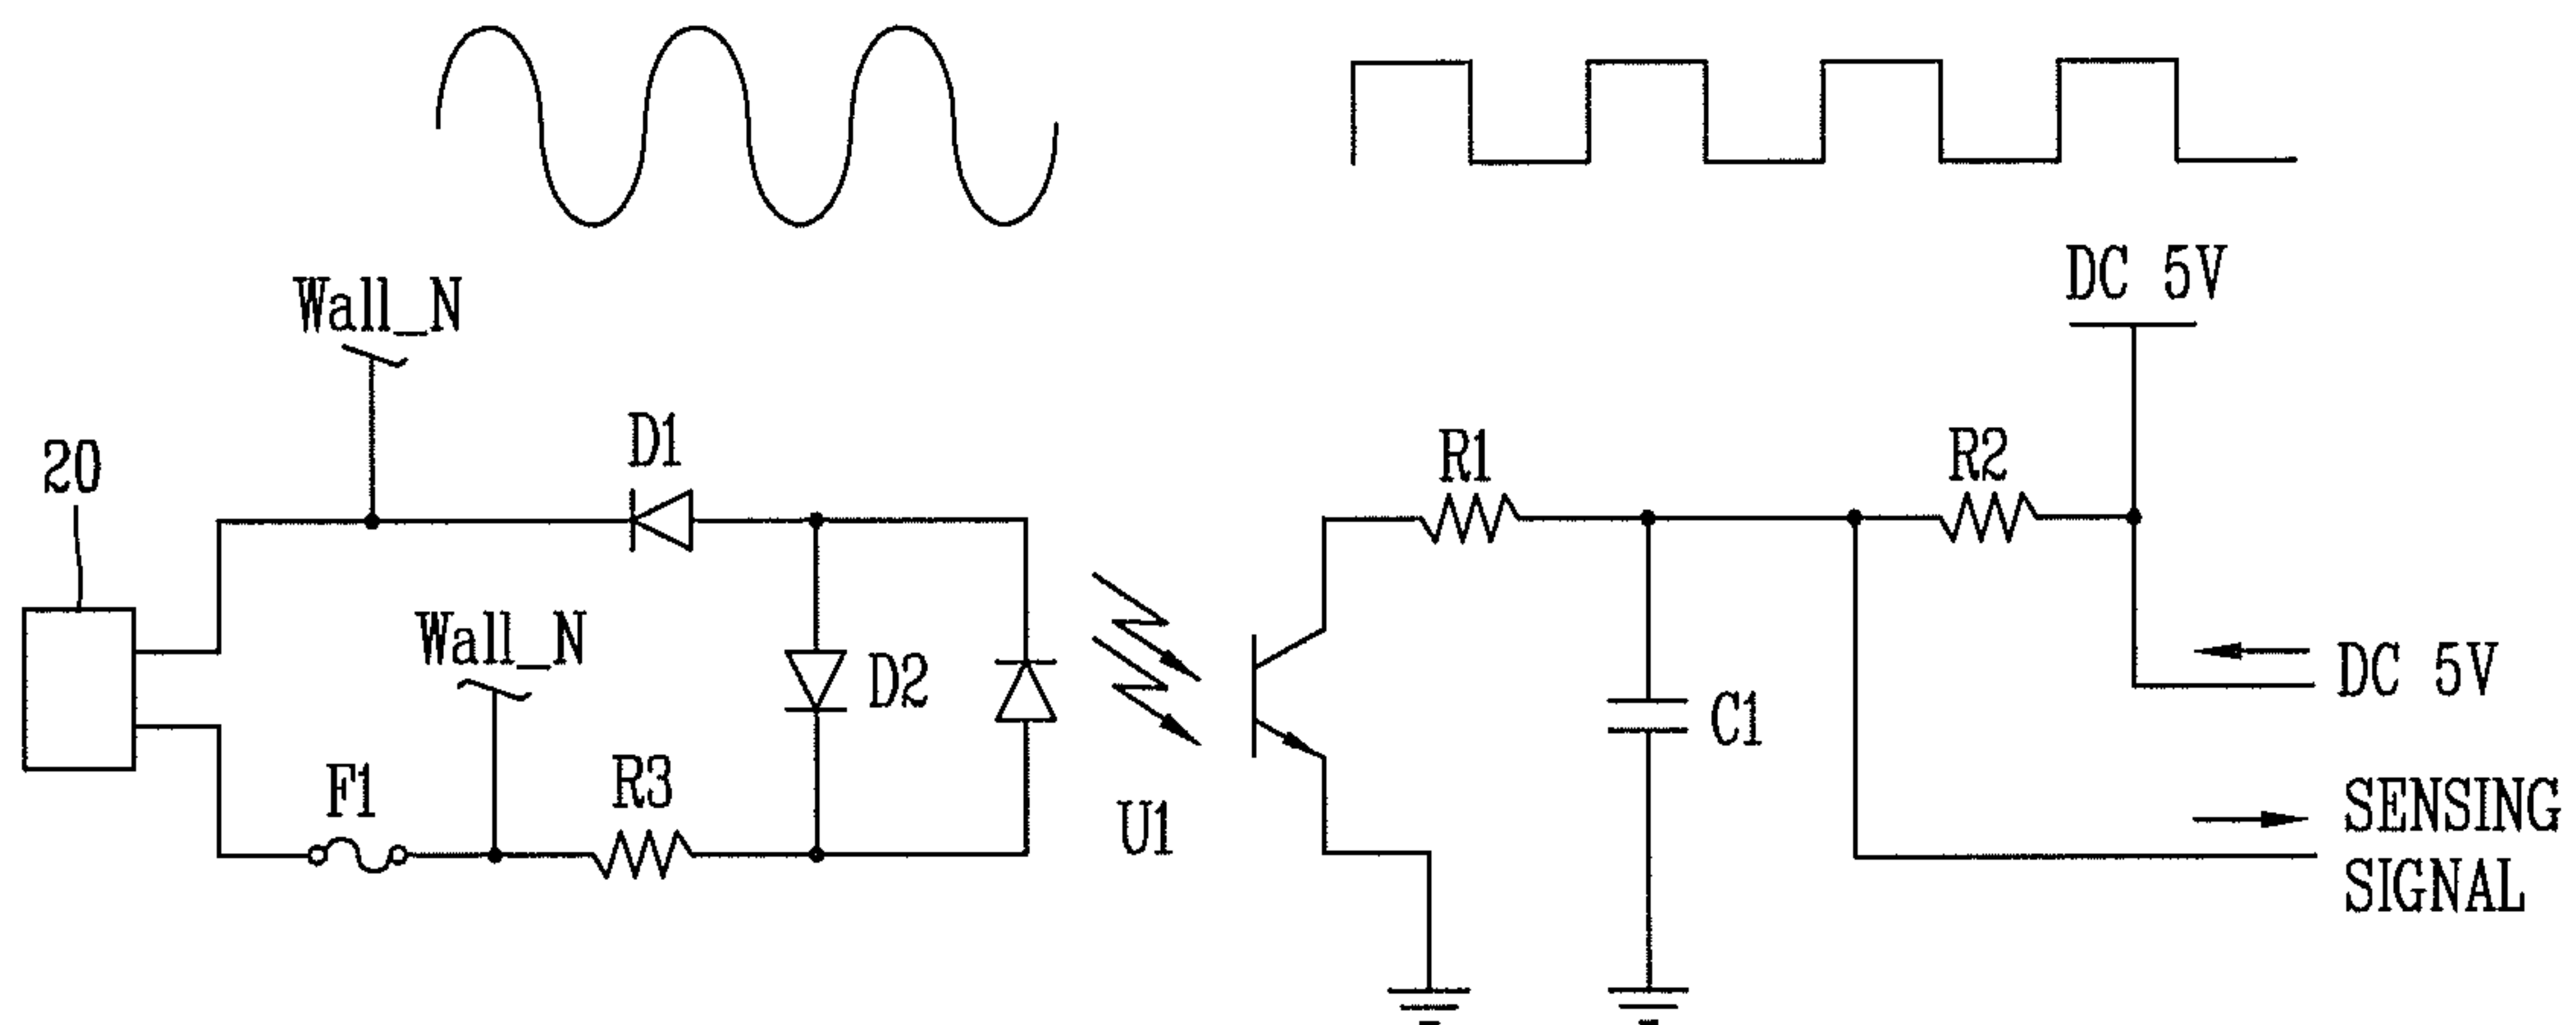 DC 5V
Wall_N
D1
R1
R2
20
Wall_N
D2
DC 5V
C1
F1
R3
U1
SENSING
SIGNAL